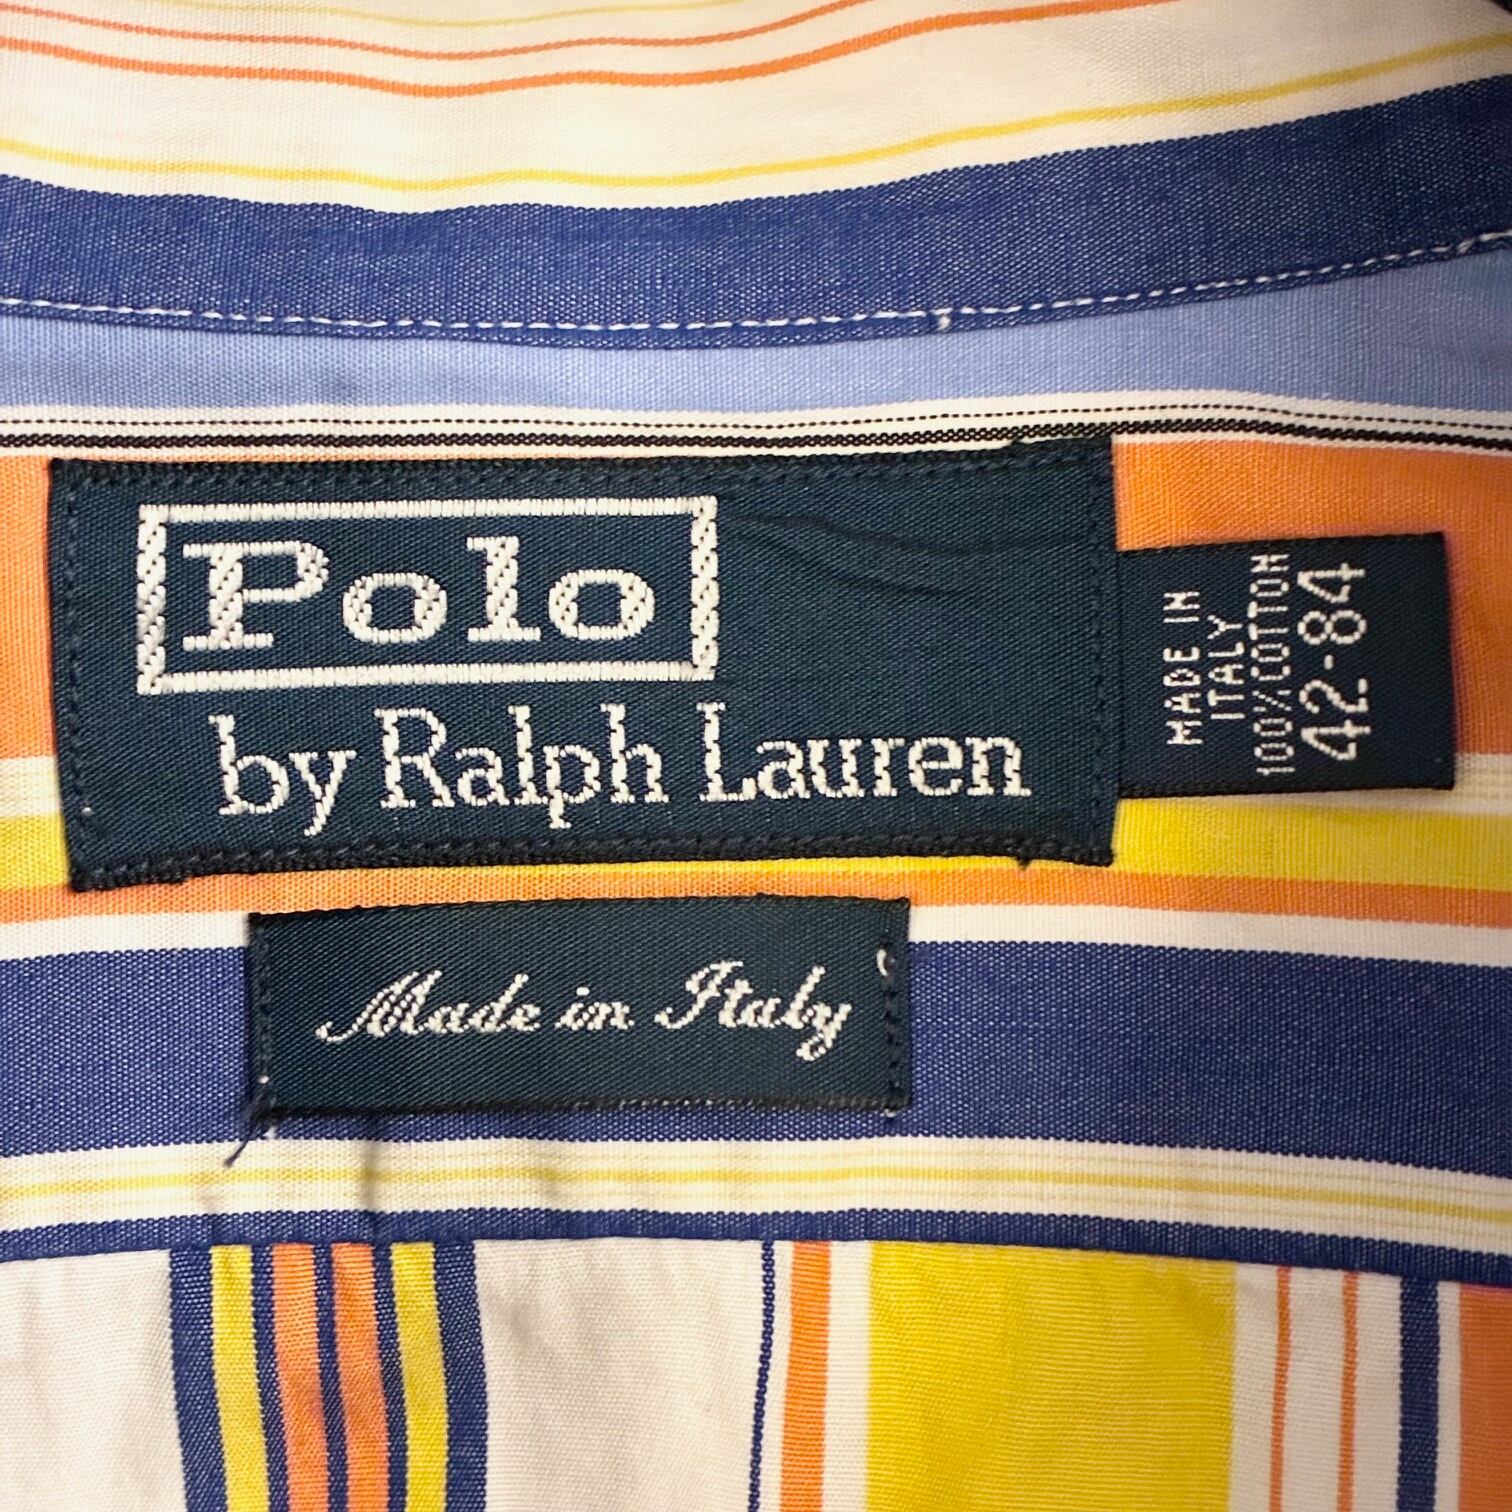 Polo
by Ralph Lauren
MADE IN
ITALY
100%COTTON
42-84
Made in Italy